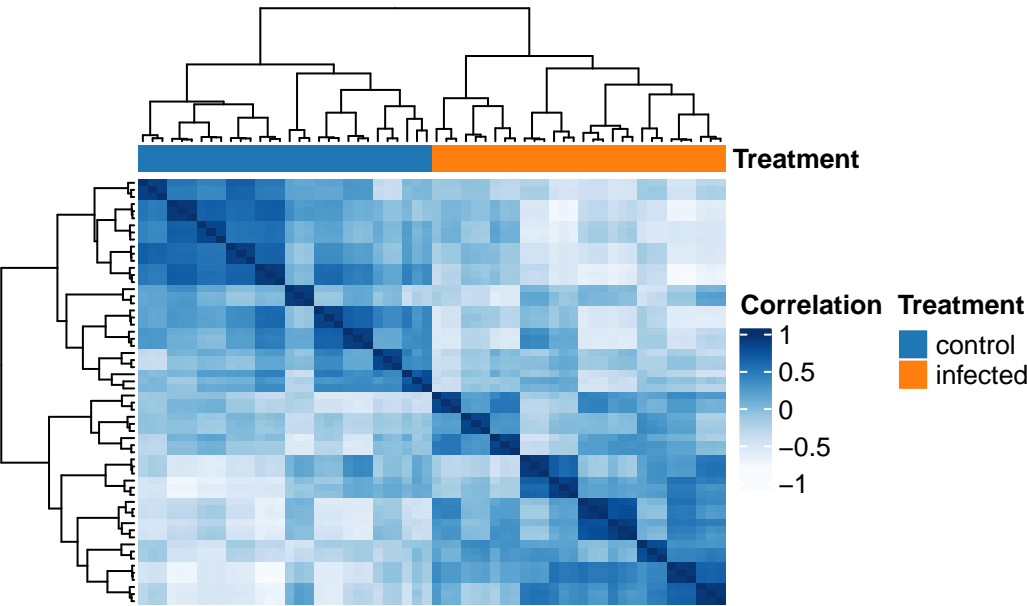 Treatment
Correlation
1
0.5
0
−0.5
−1
Treatment
control
infected